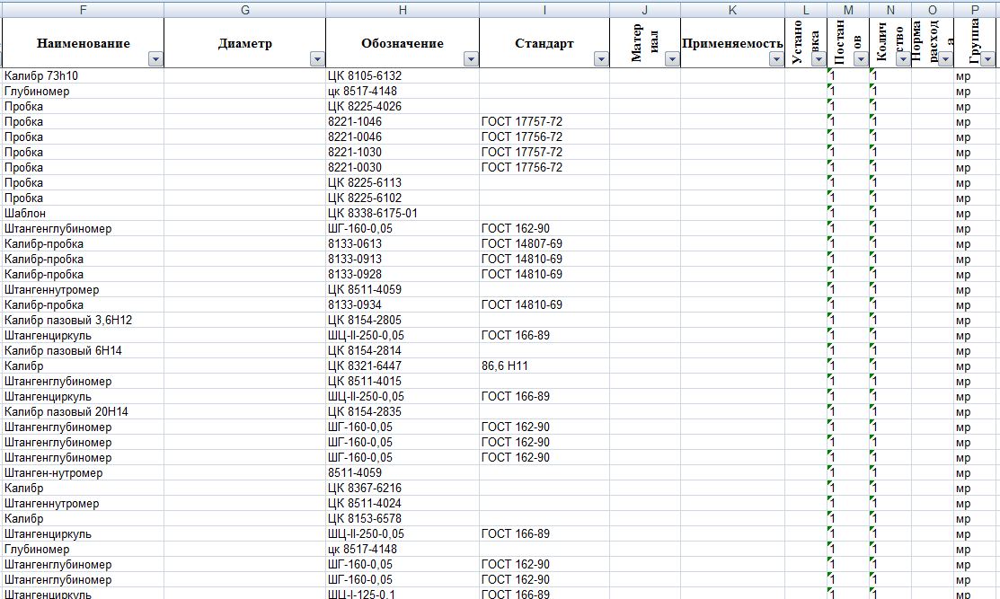 F G H I J K L M N O P
Наименование Диаметр Обозначение Стандарт Матер иал Применяемость Устано вка Постан ов Колич ство Норма расход а Группа
Калибр 73h10 ЦК 8105-6132 1 1 мр
Глубиномер цк 8517-4148 1 1 мр
Пробка ЦК 8225-4026 1 1 мр
Пробка 8221-1046 ГОСТ 17757-72 1 1 мр
Пробка 8221-0046 ГОСТ 17756-72 1 1 мр
Пробка 8221-1030 ГОСТ 17757-72 1 1 мр
Пробка 8221-0030 ГОСТ 17756-72 1 1 мр
Пробка ЦК 8225-6113 1 1 мр
Пробка ЦК 8225-6102 1 1 мр
Шаблон ЦК 8338-6175-01 1 1 мр
Штангенглубиномер ШГ-160-0,05 ГОСТ 162-90 1 1 мр
Калибр-пробка 8133-0613 ГОСТ 14807-69 1 1 мр
Калибр-пробка 8133-0913 ГОСТ 14810-69 1 1 мр
Калибр-пробка 8133-0928 ГОСТ 14810-69 1 1 мр
Штангеннутромер ЦК 8511-4059 1 1 мр
Калибр-пробка 8133-0934 ГОСТ 14810-69 1 1 мр
Калибр пазовый 3,6Н12 ЦК 8154-2805 1 1 мр
Штангенциркуль ШЦ-II-250-0,05 ГОСТ 166-89 1 1 мр
Калибр пазовый 6Н14 ЦК 8154-2814 1 1 мр
Калибр ЦК 8321-6447 86,6 Н11 1 1 мр
Штангенглубиномер ЦК 8511-4015 1 1 мр
Штангенциркуль ШЦ-II-250-0,05 ГОСТ 166-89 1 1 мр
Калибр пазовый 20Н14 ЦК 8154-2835 1 1 мр
Штангенглубиномер ШГ-160-0,05 ГОСТ 162-90 1 1 мр
Штангенглубиномер ШГ-160-0,05 ГОСТ 162-90 1 1 мр
Штангенглубиномер ШГ-160-0,05 ГОСТ 162-90 1 1 мр
Штанген-нутромер 8511-4059 1 1 мр
Калибр ЦК 8367-6216 1 1 мр
Штангеннутромер ЦК 8511-4024 1 1 мр
Калибр ЦК 8153-6578 1 1 мр
Штангенциркуль ШЦ-II-250-0,05 ГОСТ 166-89 1 1 мр
Глубиномер цк 8517-4148 1 1 мр
Штангенглубиномер ШГ-160-0,05 ГОСТ 162-90 1 1 мр
Штангенглубиномер ШГ-160-0,05 ГОСТ 162-90 1 1 мр
Штангенциркуль ШЦ-I-125-0,1 ГОСТ 166-89 1 1 мр